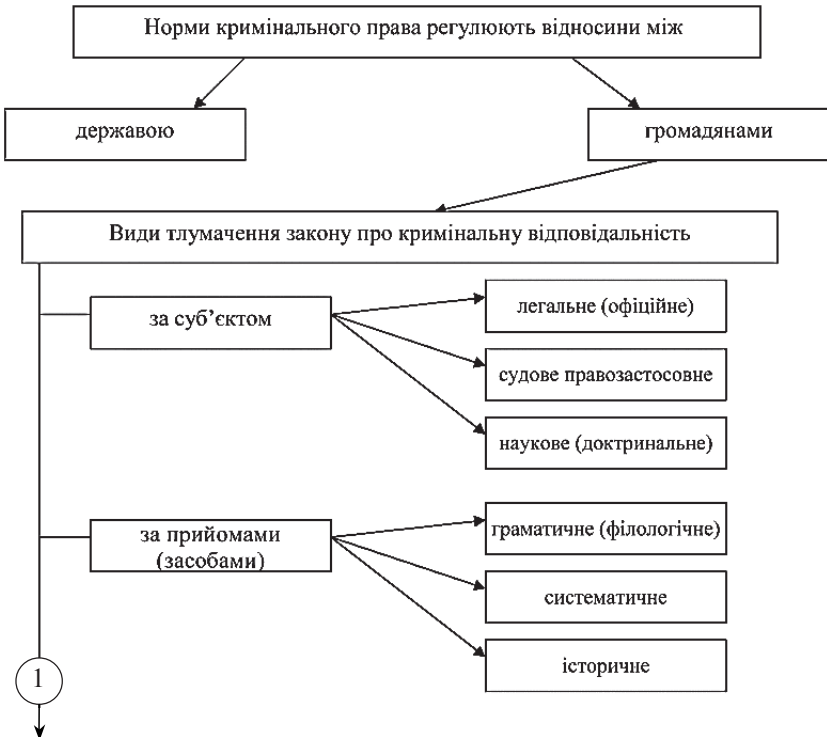 Норми кримінального права регулюють відносини між
державою
громадянами
Види тлумачення закону про кримінальну відповідальність
за суб’єктом
легальне (офіційне)
судове правозастосовне
наукове (доктринальне)
за прийомами
(засобами)
граматичне (філологічне)
систематичне
історичне
1